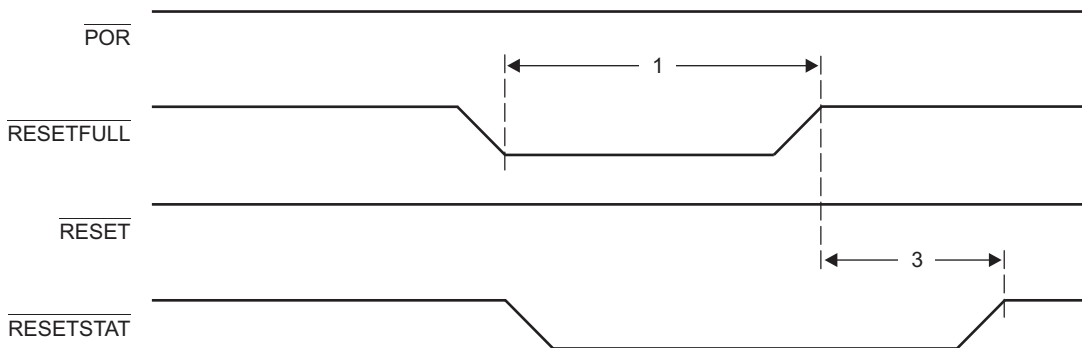 POR
1
RESETFULL
RESET
3
RESETSTAT